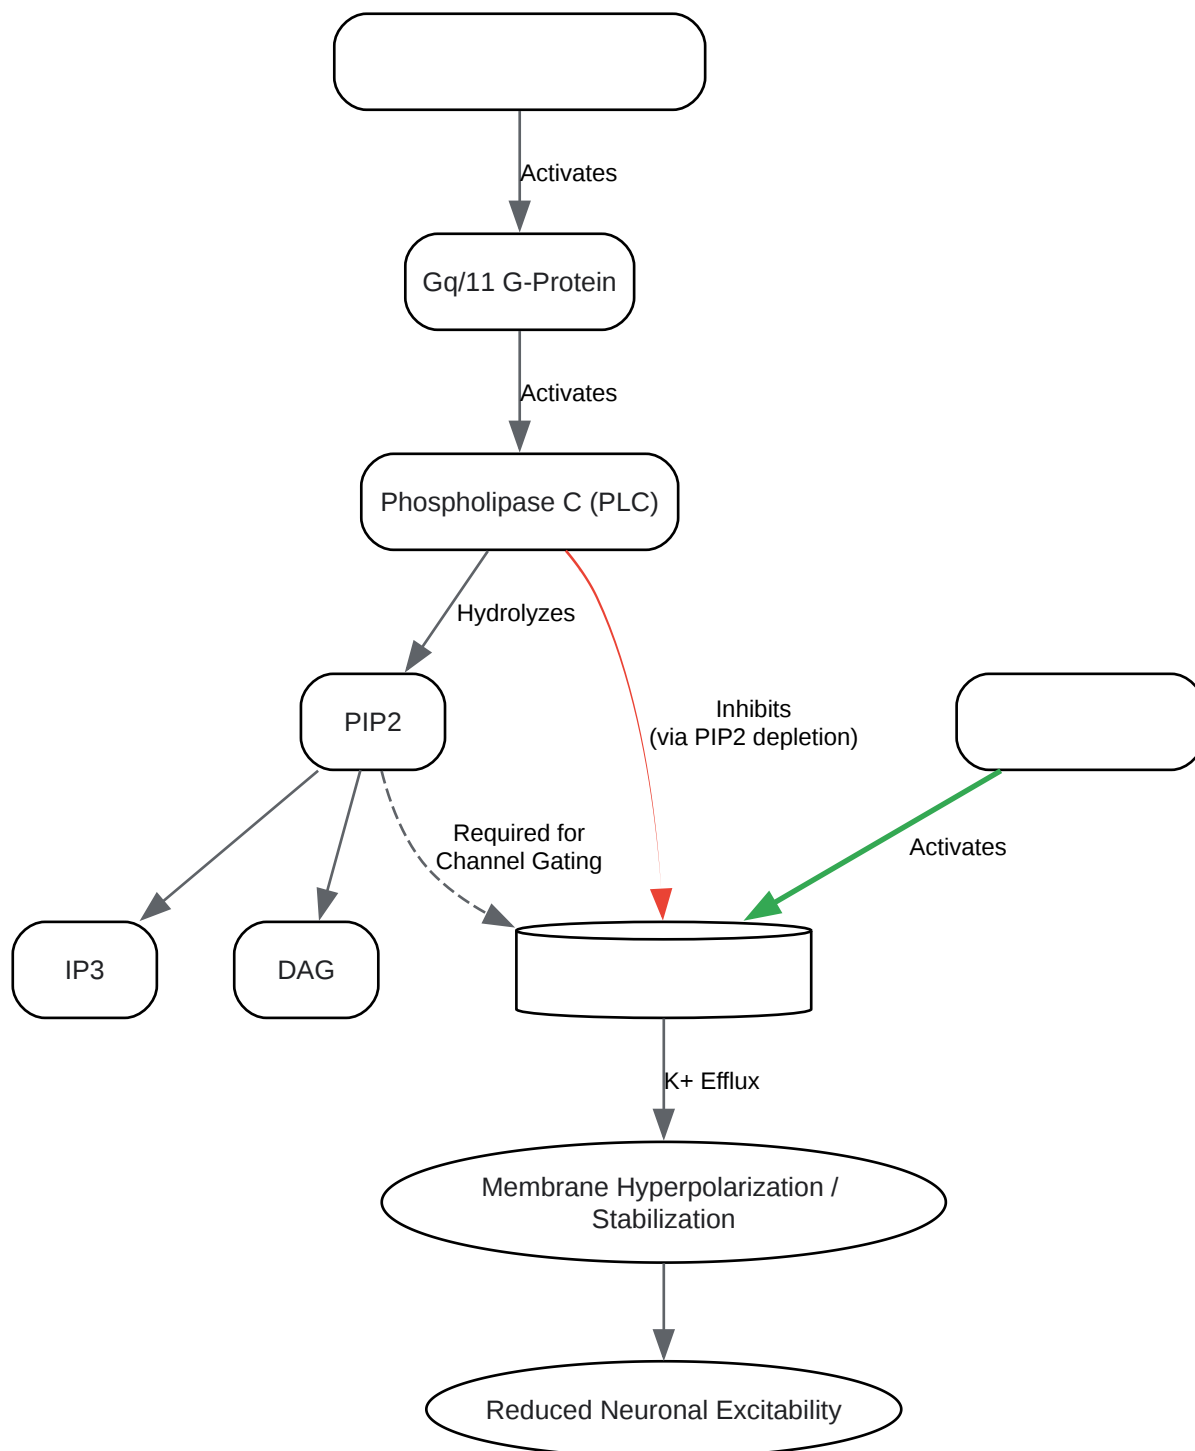 Activates
Gq/11 G-Protein
Activates
Phospholipase C (PLC)
Hydrolyzes
PIP2
Inhibits
(via PIP2 depletion)
Required for
Channel Gating
Activates
IP3
DAG
K+ Efflux
Membrane Hyperpolarization /
Stabilization
Reduced Neuronal Excitability